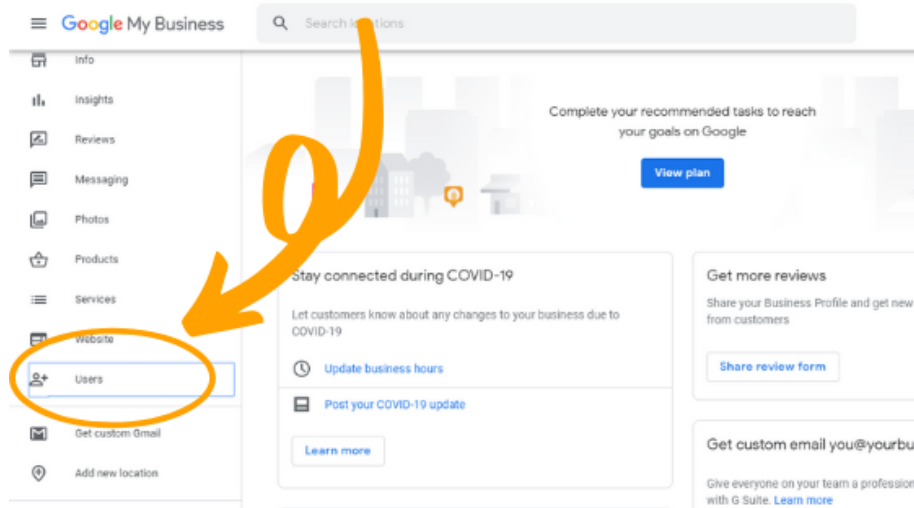 Google My Business
Search locations
Info
Insights
Reviews
Messaging
Photos
Products
Services
Website
Users
Get custom Gmail
Add new location
Complete your recommended tasks to reach
your goals on Google
View plan
Stay connected during COVID-19
Let customers know about any changes to your business due to
COVID-19
Update business hours
Post your COVID-19 update
Learn more
Get more reviews
Share your Business Profile and get new
from customers
Share review form
Get custom email you@yourbu
Give everyone on your team a profession
with G Suite. Learn more